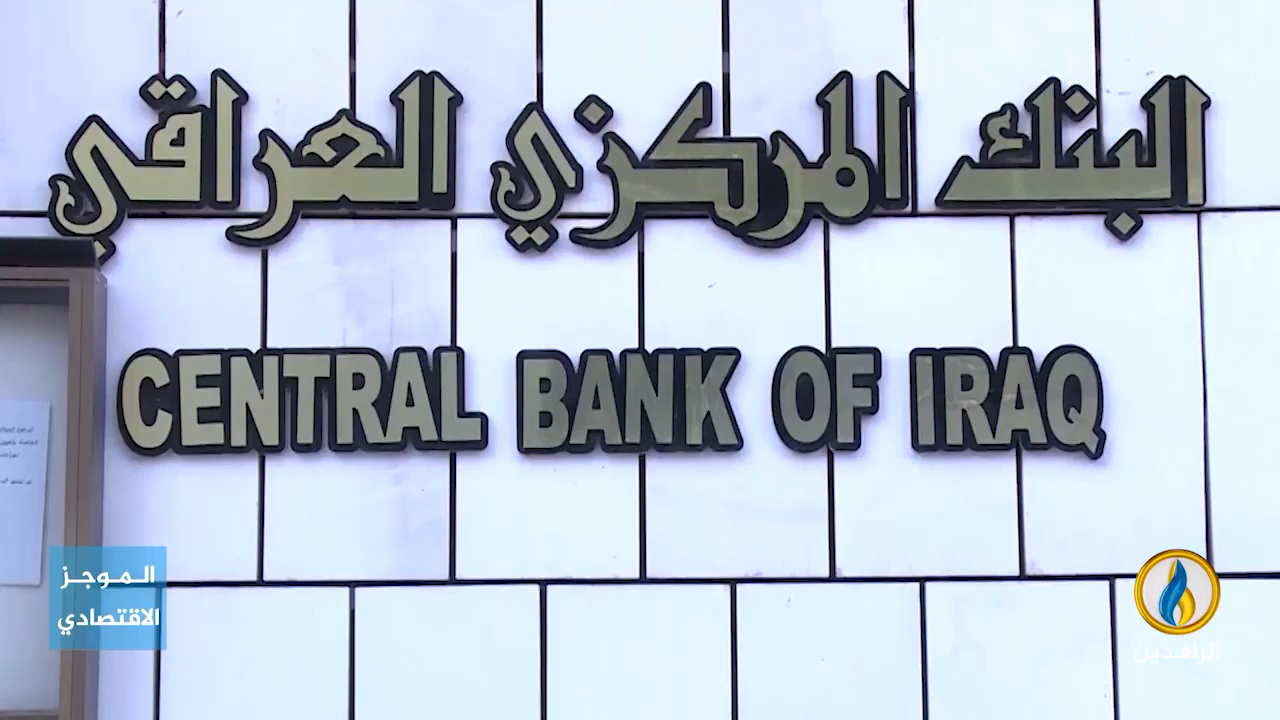 البنك المركزي العراقي
CENTRAL BANK OF IRAQ
الموجز
الاقتصادي
الرافدين